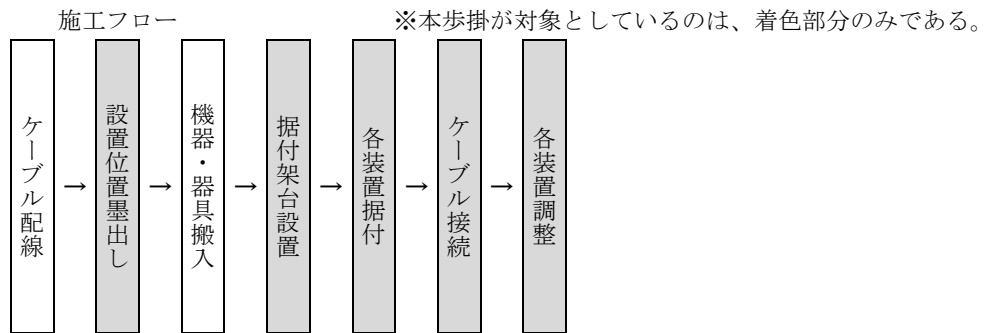 施工フロー
※本歩掛が対象としているのは、着色部分のみである。
ケーブル配線
→
設置位置墨出し
→
機器・器具搬入
→
据付架台設置
→
各装置据付
→
ケーブル接続
→
各装置調整